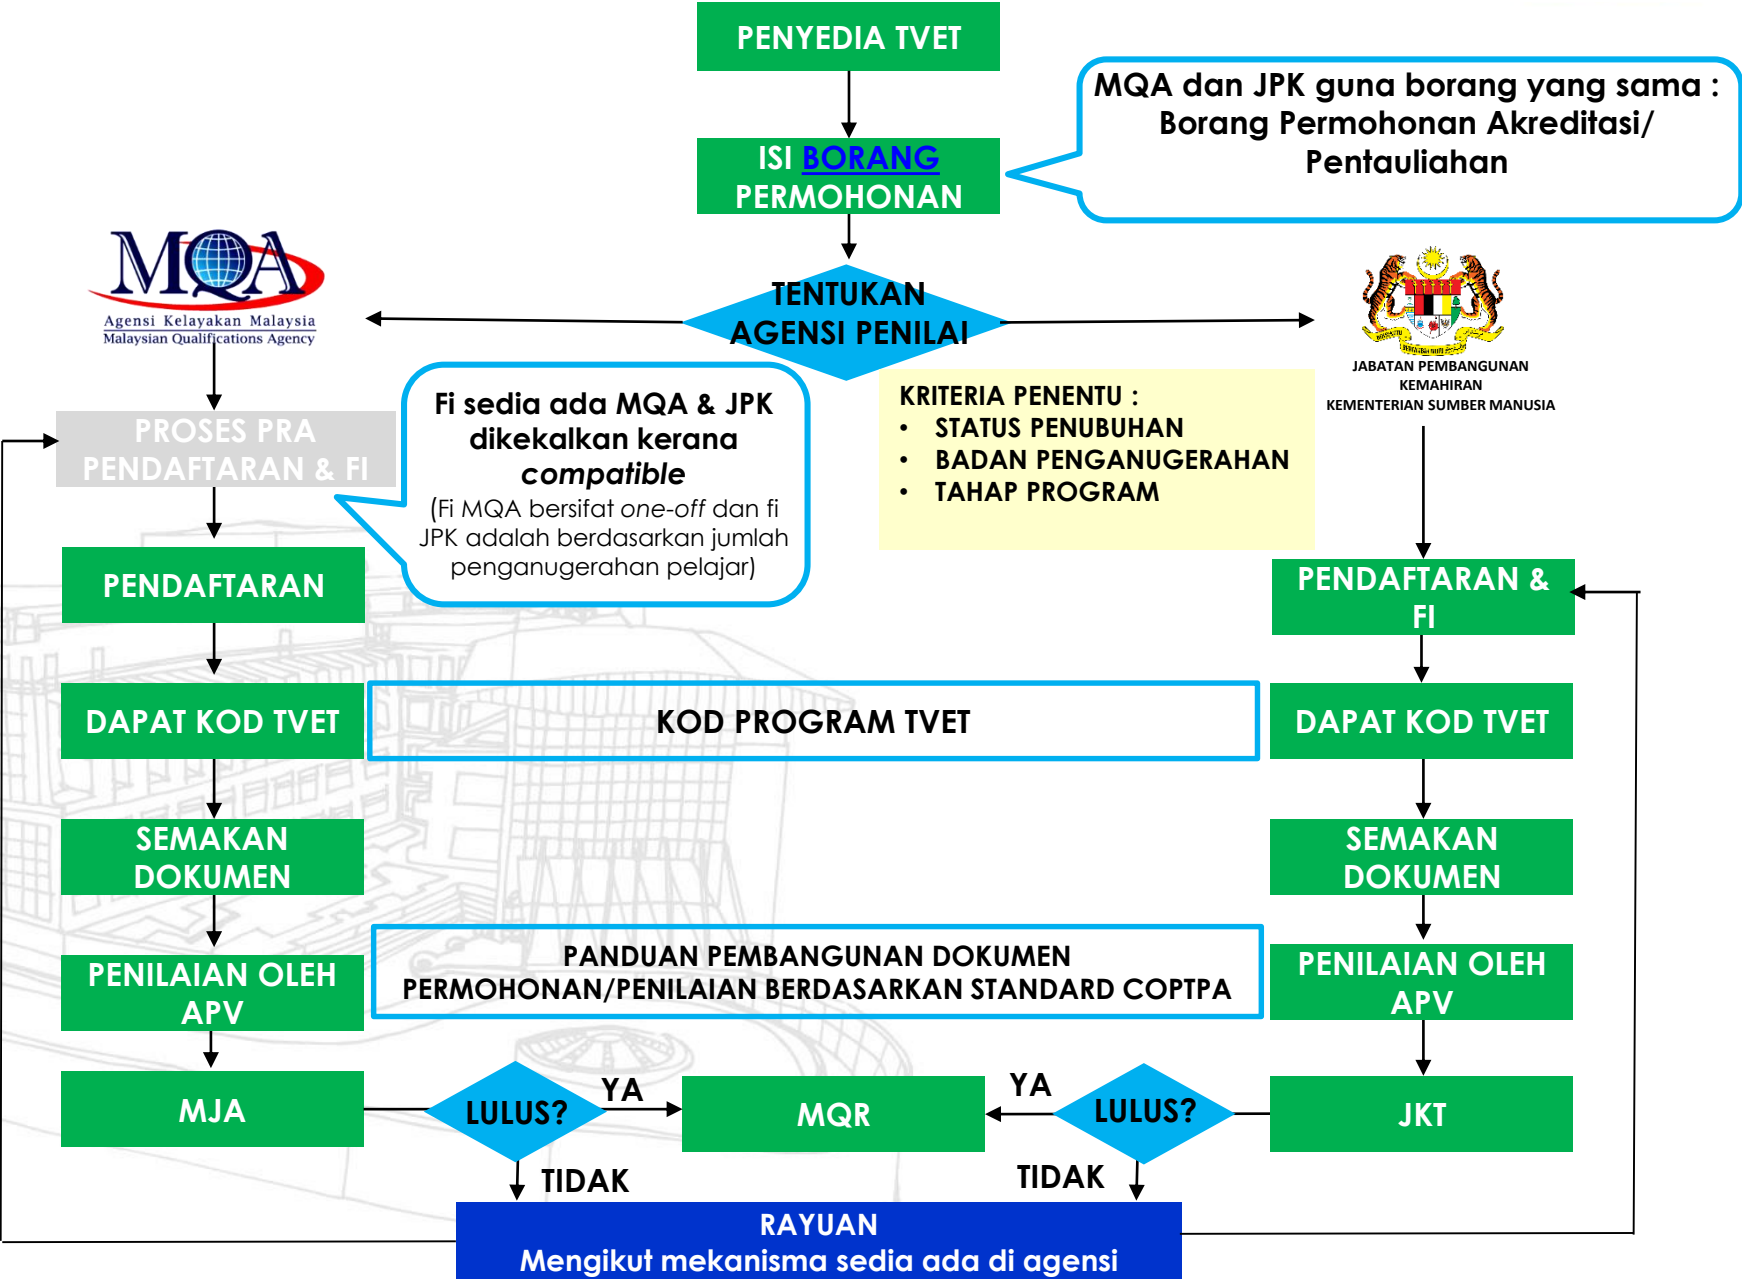 PENYEDIA TVET
MQA dan JPK guna borang yang sama :
Borang Permohonan Akreditasi/
Pentauliahan
ISI BORANG
PERMOHONAN
MQA
Agensi Kelayakan Malaysia
Malaysian Qualifications Agency
TENTUKAN
AGENSI PENILAI
JABATAN PEMBANGUNAN
KEMAHIRAN
KEMENTERIAN SUMBER MANUSIA
PROSES PRA
PENDAFTARAN & FI
Fi sedia ada MQA & JPK
dikekalkan kerana
compatible
(Fi MQA bersifat one-off dan fi
JPK adalah berdasarkan jumlah
penganugerahan pelajar)
KRITERIA PENENTU :
• STATUS PENUBUHAN
• BADAN PENGANUGERAHAN
• TAHAP PROGRAM
PENDAFTARAN
PENDAFTARAN &
FI
DAPAT KOD TVET
KOD PROGRAM TVET
DAPAT KOD TVET
SEMAKAN
DOKUMEN
SEMAKAN
DOKUMEN
PENILAIAN OLEH
APV
PANDUAN PEMBANGUNAN DOKUMEN
PERMOHONAN/PENILAIAN BERDASARKAN STANDARD COPTPA
PENILAIAN OLEH
APV
MJA
LULUS?
YA
MQR
YA
LULUS?
JKT
TIDAK
TIDAK
RAYUAN
Mengikut mekanisma sedia ada di agensi